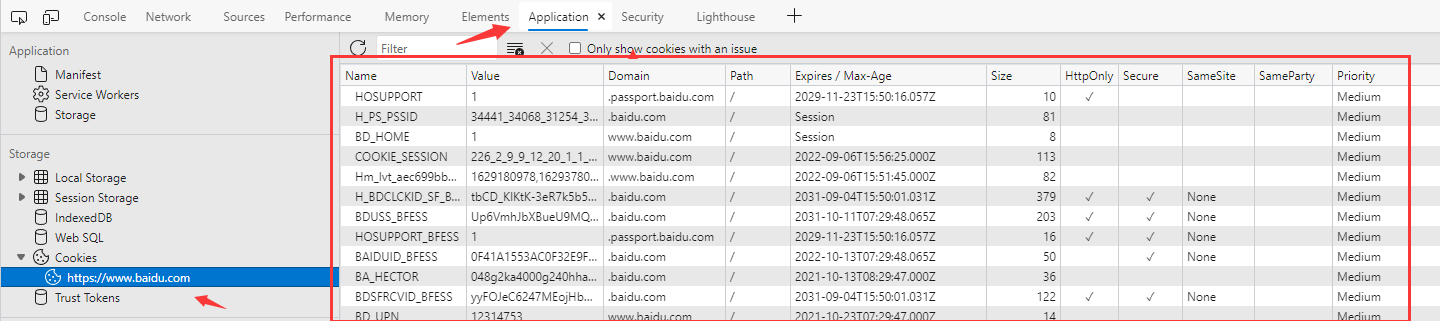 Network Sources Performance Memory Elements Application × Security Lighthouse +
Application
Manifest
Service Workers
Storage
Storage
Local Storage
Session Storage
IndexedDB
Web SQL
Cookies
https://www.baidu.com
Trust Tokens
Filter Only show cookies with an issue
Name Value Domain Path Expires / Max-Age Size HttpOnly Secure SameSite SameParty Priority
HOSUPPORT 1 .passport.baidu.com / 2029-11-23T15:50:16.057Z 10 ✓ Medium
H_PS_PSSID 34441_34068_31254_3... .baidu.com / Session 81 Medium
BD_HOME 1 www.baidu.com / Session 8 Medium
COOKIE_SESSION 226_2_9_9_12_20_1_1_... www.baidu.com / 2022-09-06T15:56:25.000Z 113 Medium
Hm_lvt_aec699bb... 1629180978,16293780... .www.baidu.com / 2022-09-06T15:51:45.000Z 82 Medium
H_BDCLCKID_SF_B... tbCD_KIKtK-3eR7k5b5... .baidu.com / 2031-09-04T15:50:01.031Z 379 ✓ ✓ None Medium
BDUSS_BFESS Up6VmhJbXBueU9MQ... .baidu.com / 2031-10-11T07:29:48.065Z 203 ✓ ✓ None Medium
HOSUPPORT_BFESS 1 .passport.baidu.com / 2029-11-23T15:50:16.057Z 16 ✓ ✓ None Medium
BAIDUID_BFESS 0F41A1553AC0F32E9F... .baidu.com / 2022-10-13T07:29:48.065Z 50 ✓ None Medium
BA_HECTOR 048g2ka4000g240hha... .baidu.com / 2021-10-13T08:29:47.000Z 36 Medium
BDSFRCVID_BFESS yyFOJeC6247MEojHb... .baidu.com / 2031-09-04T15:50:01.031Z 122 ✓ ✓ None Medium
BD_UPN 12314753 www.baidu.com / 2021-10-23T07:29:47.000Z 14 Medium